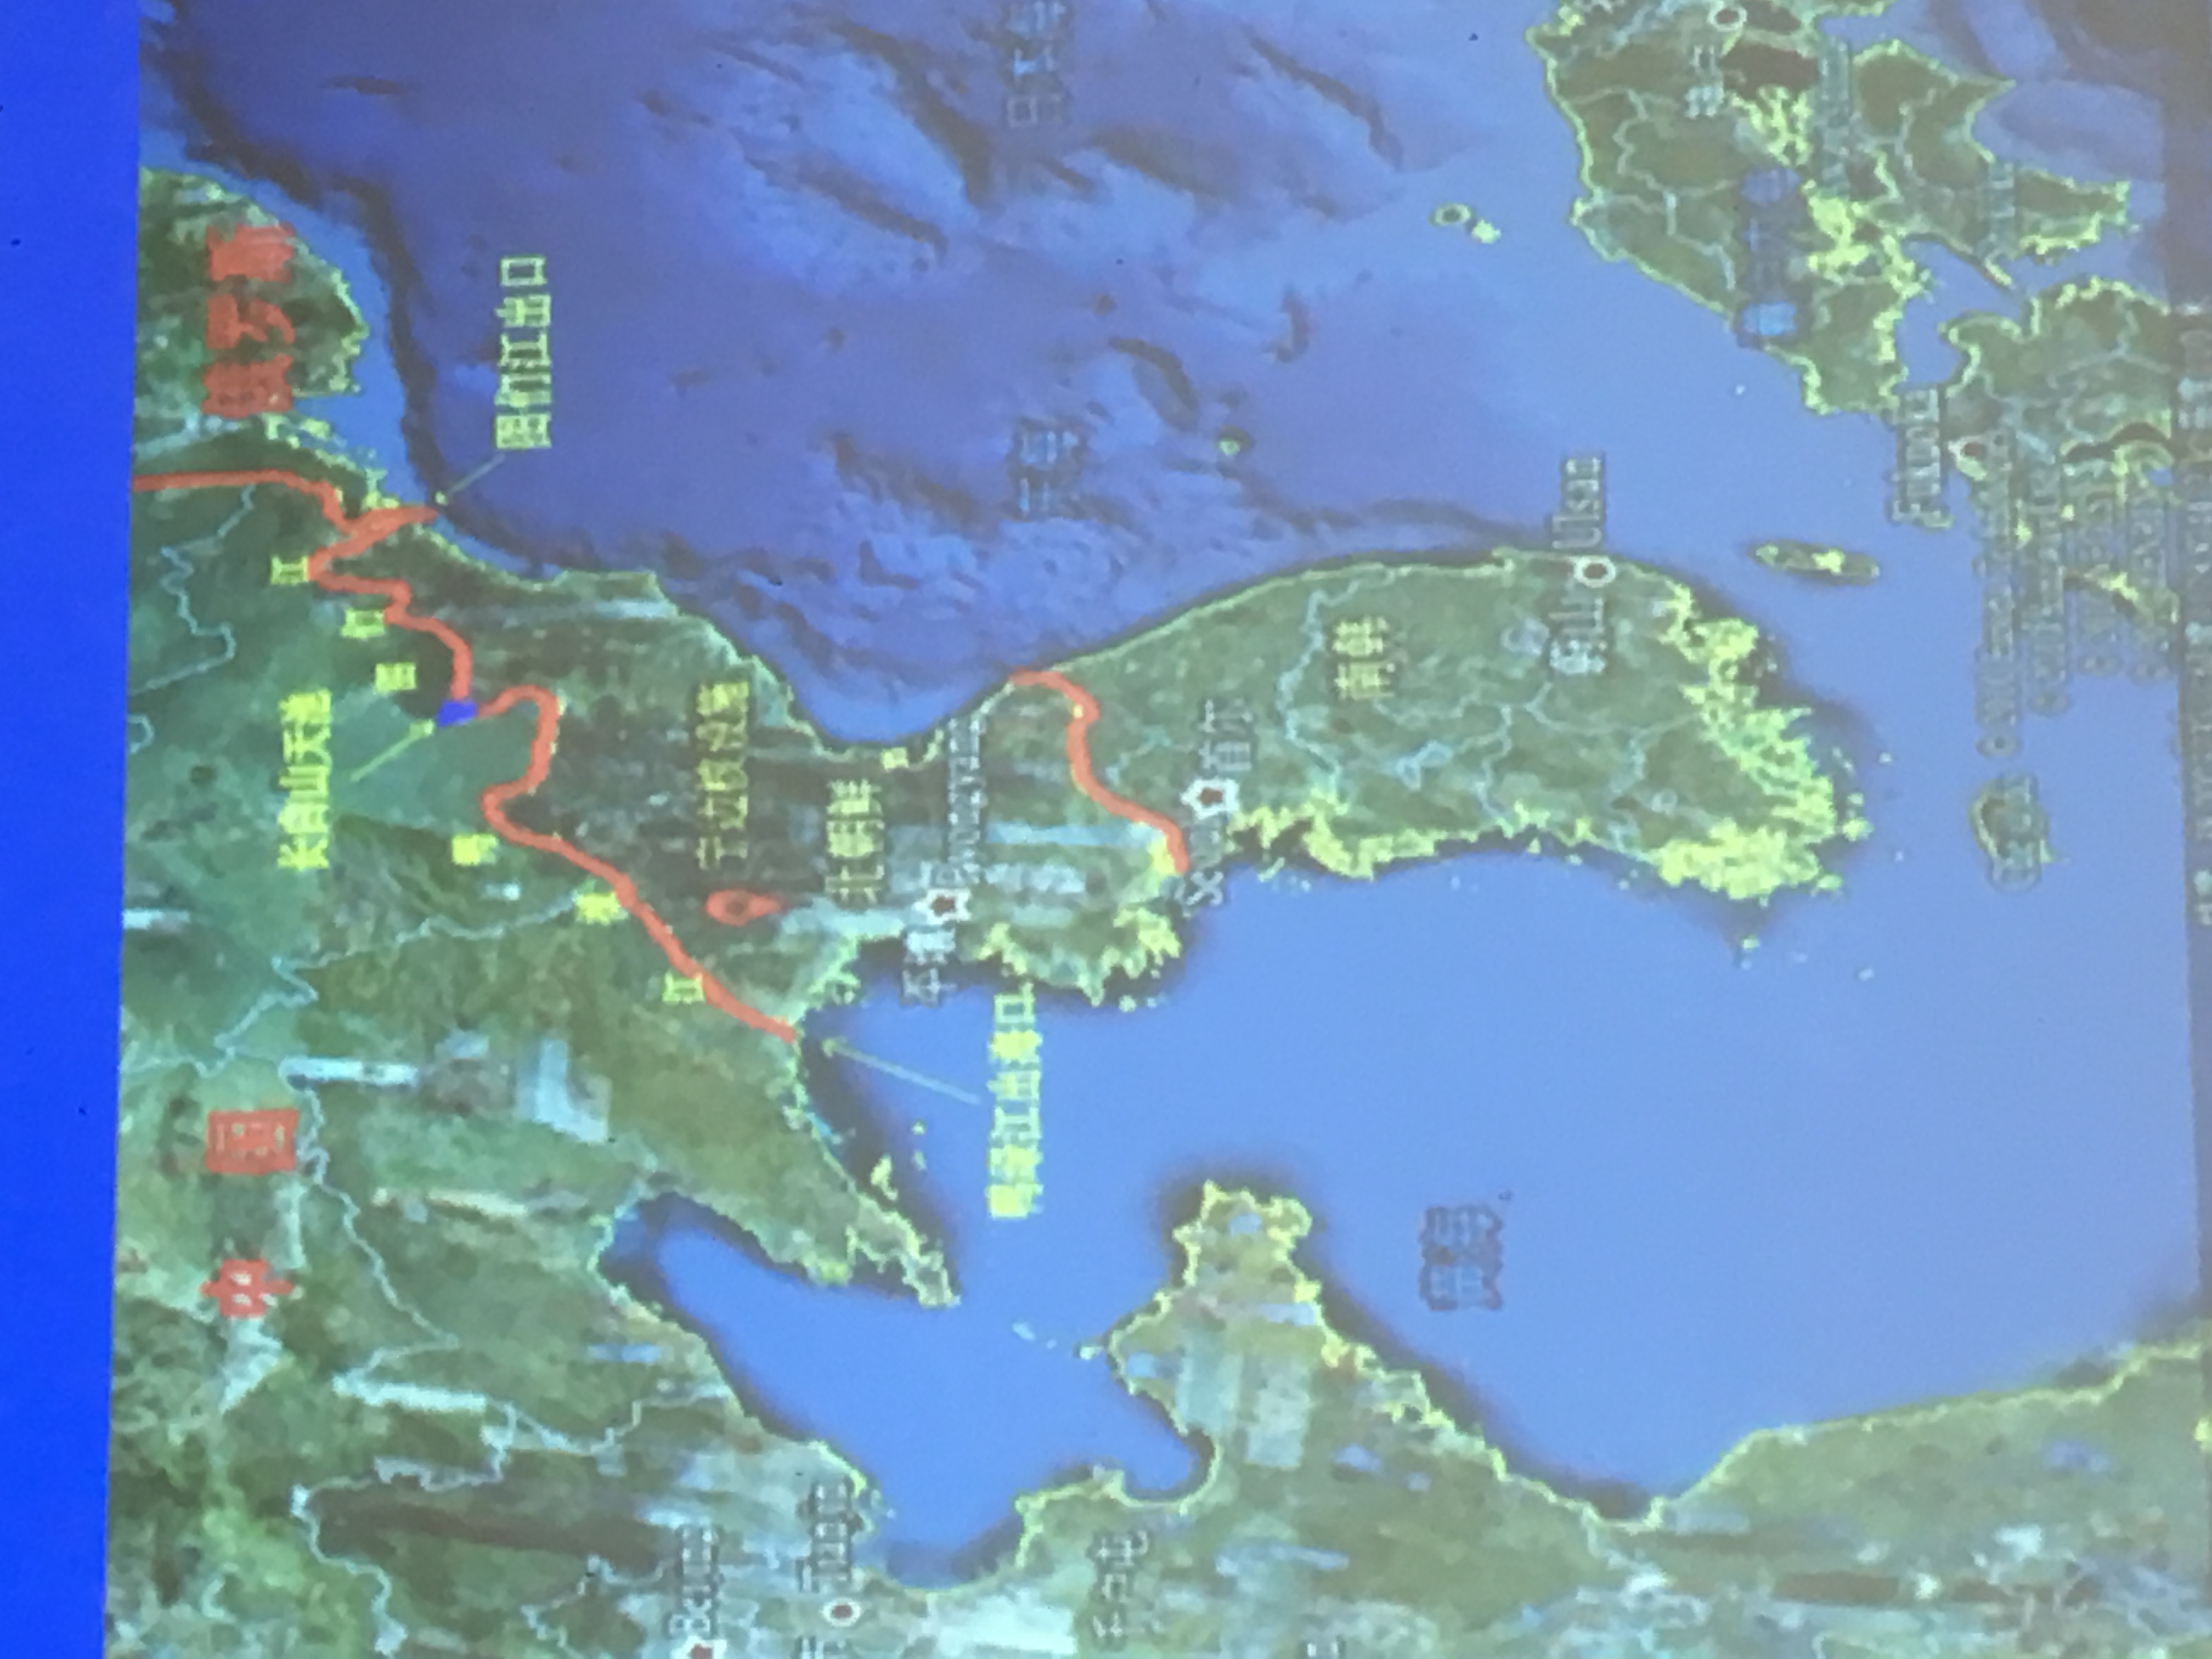 中 国
俄罗斯
长白山天池
江
们
图
鸭
绿
江
图们江出口
Beijing
宁边核设施
Tianjin
北朝鲜
平壤
Pyongyang
鸭绿江出海口
东海
日本海
千户屯
Seoul
首尔
南韩
黄海
蔚山
Ulsan
Fukuoka